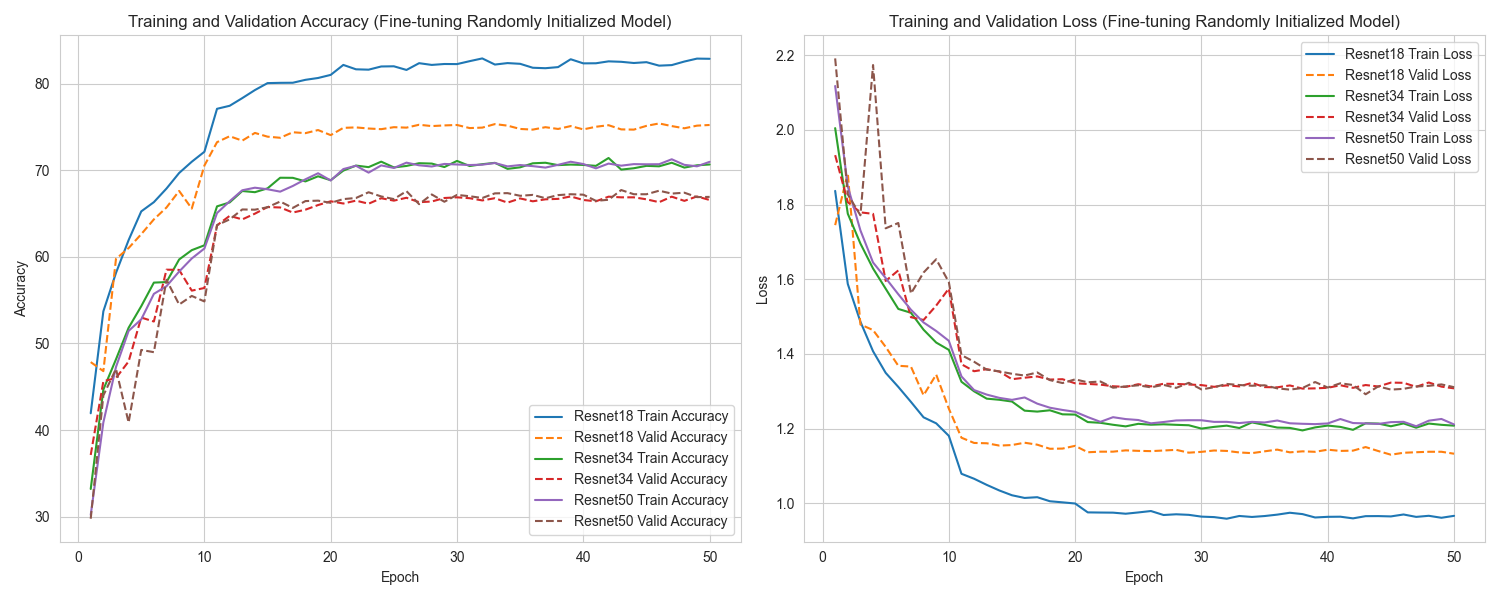 Training and Validation Accuracy (Fine-tuning Randomly Initialized Model)
Accuracy
80
70
60
50
40
30
0
10
20
30
40
50
Epoch
Resnet18 Train Accuracy
Resnet18 Valid Accuracy
Resnet34 Train Accuracy
Resnet34 Valid Accuracy
Resnet50 Train Accuracy
Resnet50 Valid Accuracy
Training and Validation Loss (Fine-tuning Randomly Initialized Model)
Loss
2.2
2.0
1.8
1.6
1.4
1.2
1.0
0
10
20
30
40
50
Epoch
Resnet18 Train Loss
Resnet18 Valid Loss
Resnet34 Train Loss
Resnet34 Valid Loss
Resnet50 Train Loss
Resnet50 Valid Loss